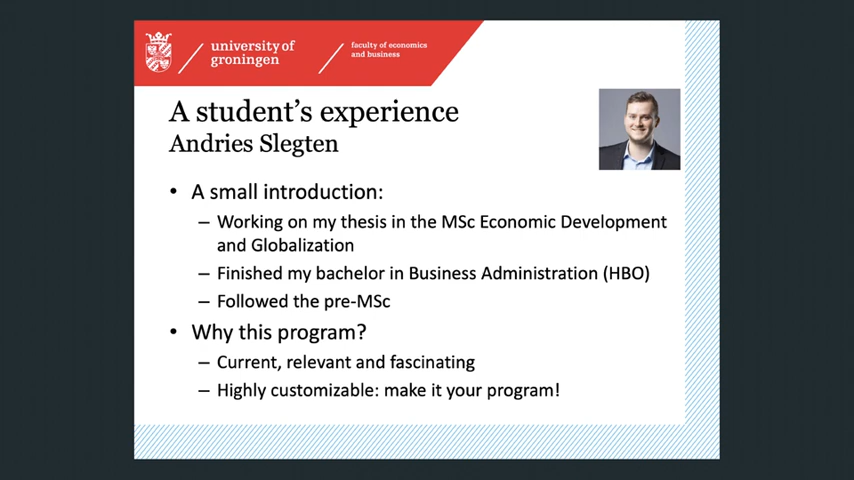 university of
groningen
faculty of economics
and business
A student's experience
Andries Slegten
• A small introduction:
– Working on my thesis in the MSc Economic Development
and Globalization
– Finished my bachelor in Business Administration (HBO)
– Followed the pre-MSc
• Why this program?
– Current, relevant and fascinating
– Highly customizable: make it your program!